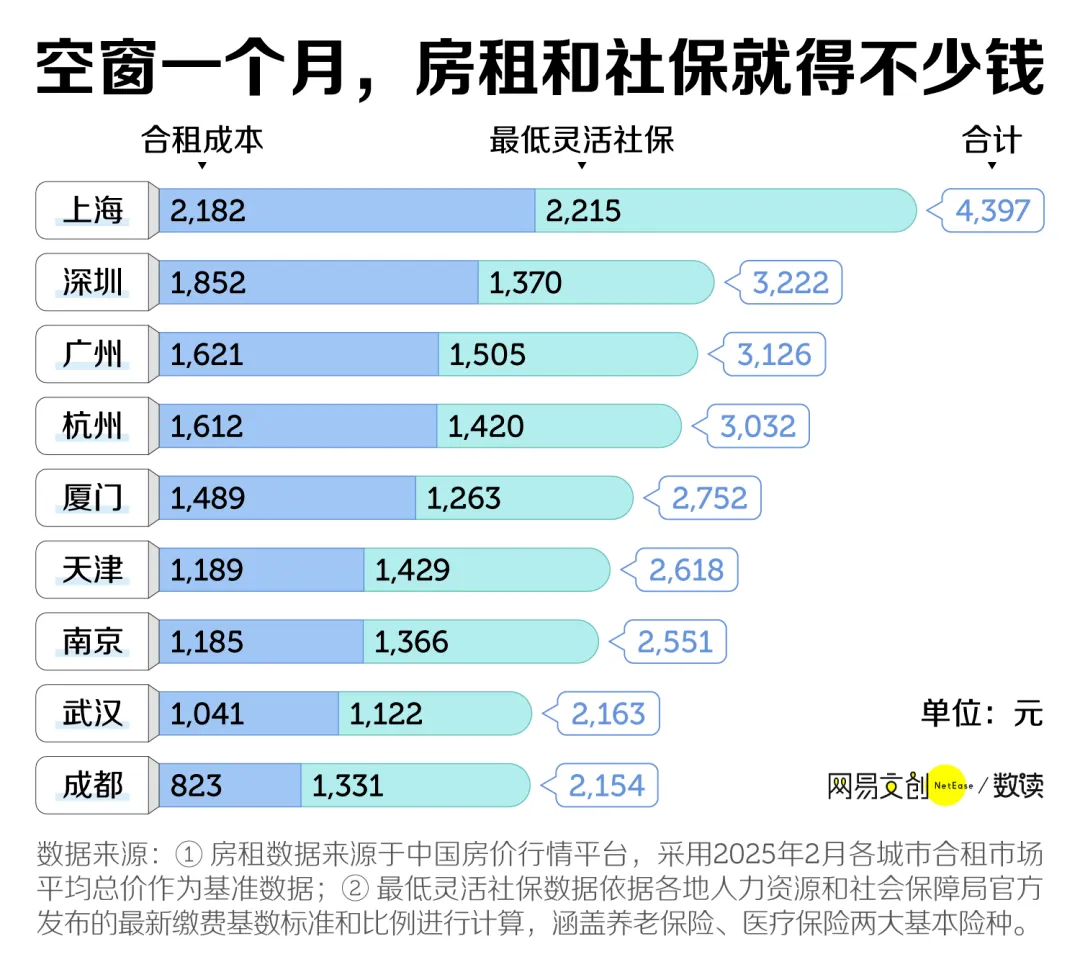 空窗一个月，房租和社保就得不少钱
合租成本 最低灵活社保 合计
上海 2,182 2,215 4,397
深圳 1,852 1,370 3,222
广州 1,621 1,505 3,126
杭州 1,612 1,420 3,032
厦门 1,489 1,263 2,752
天津 1,189 1,429 2,618
南京 1,185 1,366 2,551
武汉 1,041 1,122 2,163
单位：元
成都 823 1,331 2,154
网易文创 NetEase / 数读
数据来源：① 房租数据来源于中国房价行情平台，采用2025年2月各城市合租市场
平均总价作为基准数据；② 最低灵活社保数据依据各地人力资源和社会保障局官方
发布的最新缴费基数标准和比例进行计算，涵盖养老保险、医疗保险两大基本险种。